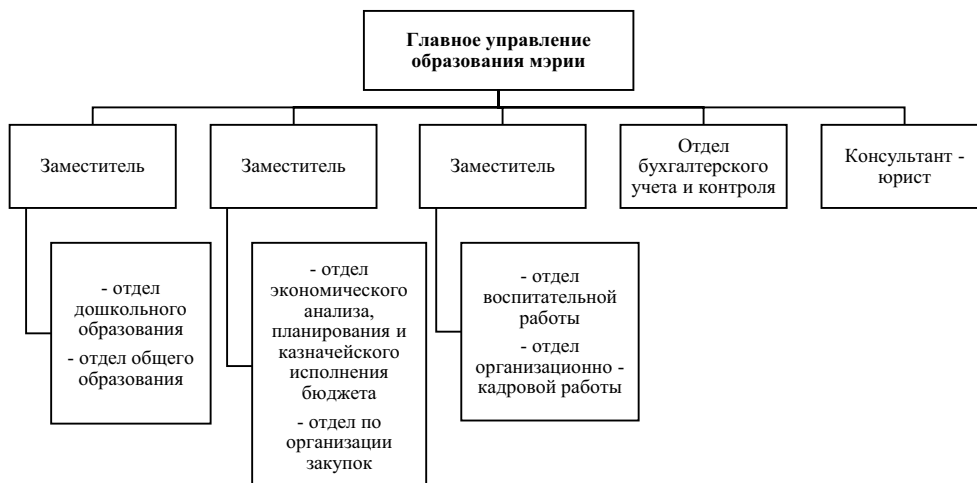 Главное управление
образования мэрии
Заместитель
Заместитель
Заместитель
Отдел
бухгалтерского
учета и контроля
Консультант -
юрист
- отдел
дошкольного
образования
- отдел общего
образования
- отдел
экономического
анализа,
планирования и
казначейского
исполнения
бюджета
- отдел по
организации
закупок
- отдел
воспитательной
работы
- отдел
организационно -
кадровой работы